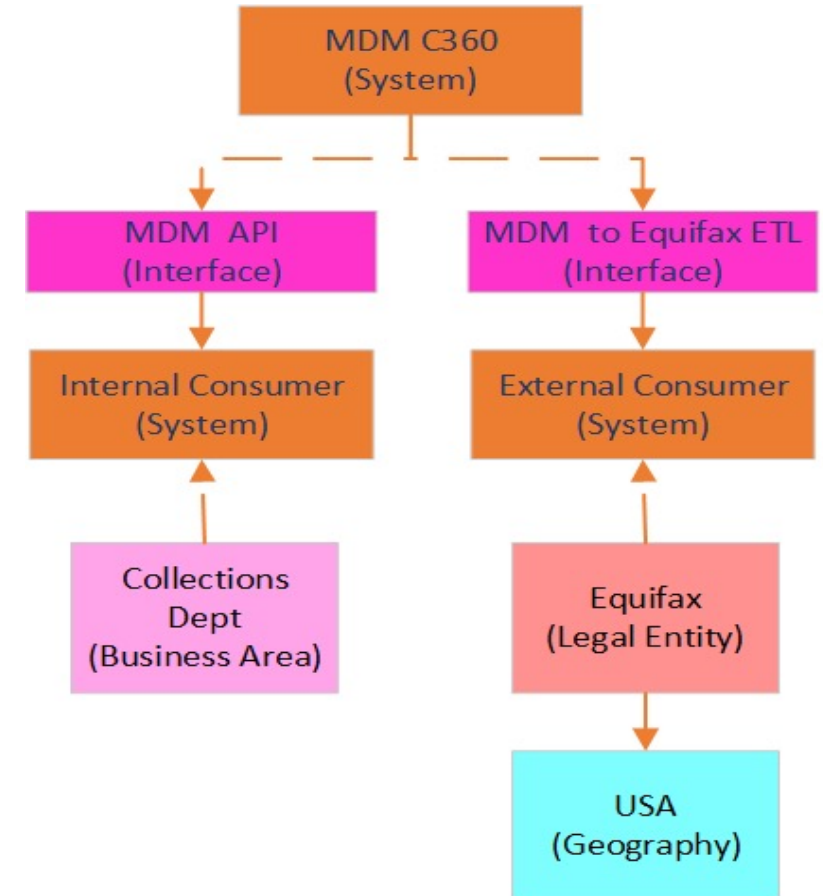 MDM C360
(System)
MDM API
(Interface)
MDM to Equifax ETL
(Interface)
Internal Consumer
(System)
External Consumer
(System)
Collections
Dept
(Business Area)
Equifax
(Legal Entity)
USA
(Geography)